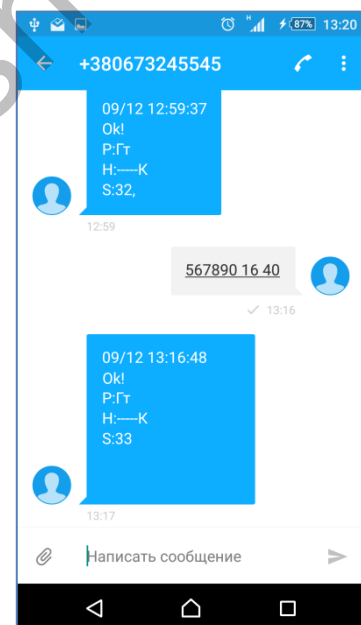 H
87% 13:20
+380673245545
09/12 12:59:37
Ok!
Р:Гт
Н:-----К
S:32,
12:59
567890 16 40
13:16
09/12 13:16:48
Ok!
Р:Гт
Н:-----К
S:33
13:17
Написать сообщение